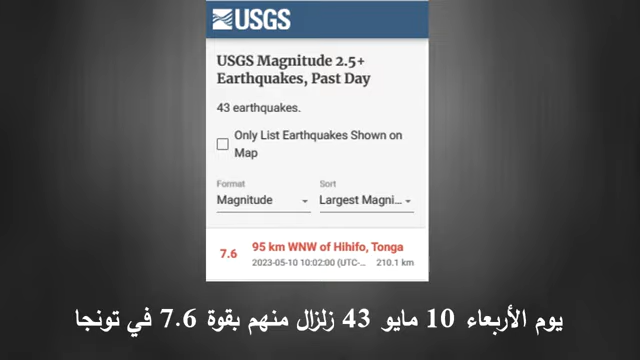 USGS
USGS Magnitude 2.5+
Earthquakes, Past Day
43 earthquakes.
Only List Earthquakes Shown on
Map
Format
Sort
Magnitude
Largest Magni...
7.6
95 km WNW of Hihifo, Tonga
2023-05-10 10:02:00 (UTC-...
210.1 km
يوم الأربعاء 10 مايو 43 زلزال منهم بقوة 7.6 في تونجا